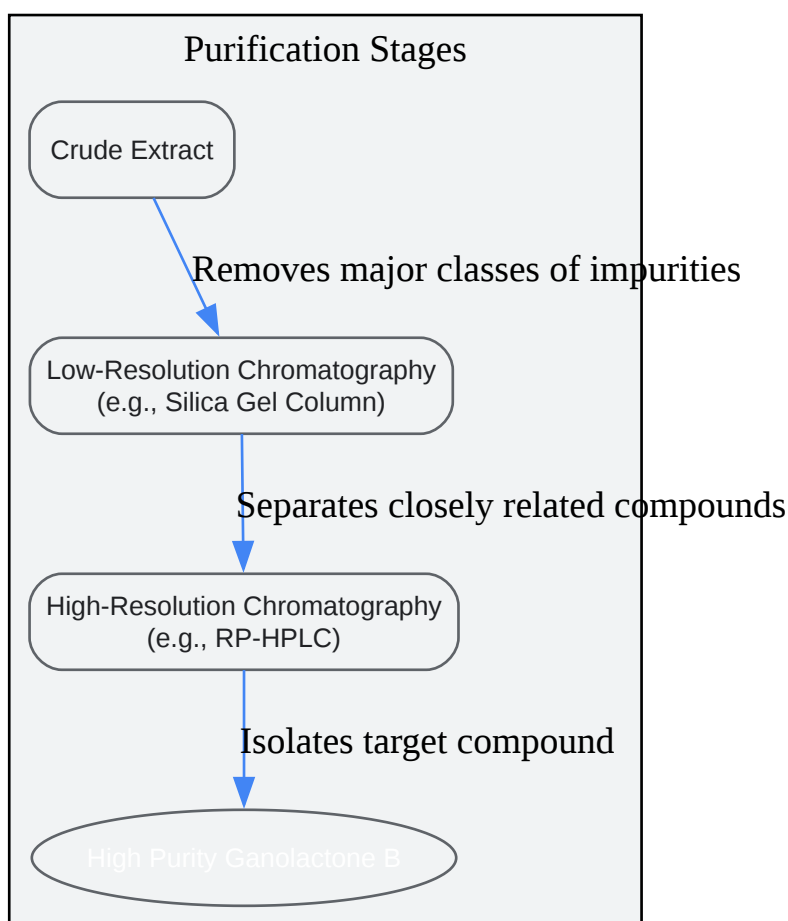 Purification Stages
Crude Extract
Removes major classes of impurities
Low-Resolution Chromatography
(e.g., Silica Gel Column)
Separates closely related compounds
High-Resolution Chromatography
(e.g., RP-HPLC)
Isolates target compound
High Purity Ganolactone B